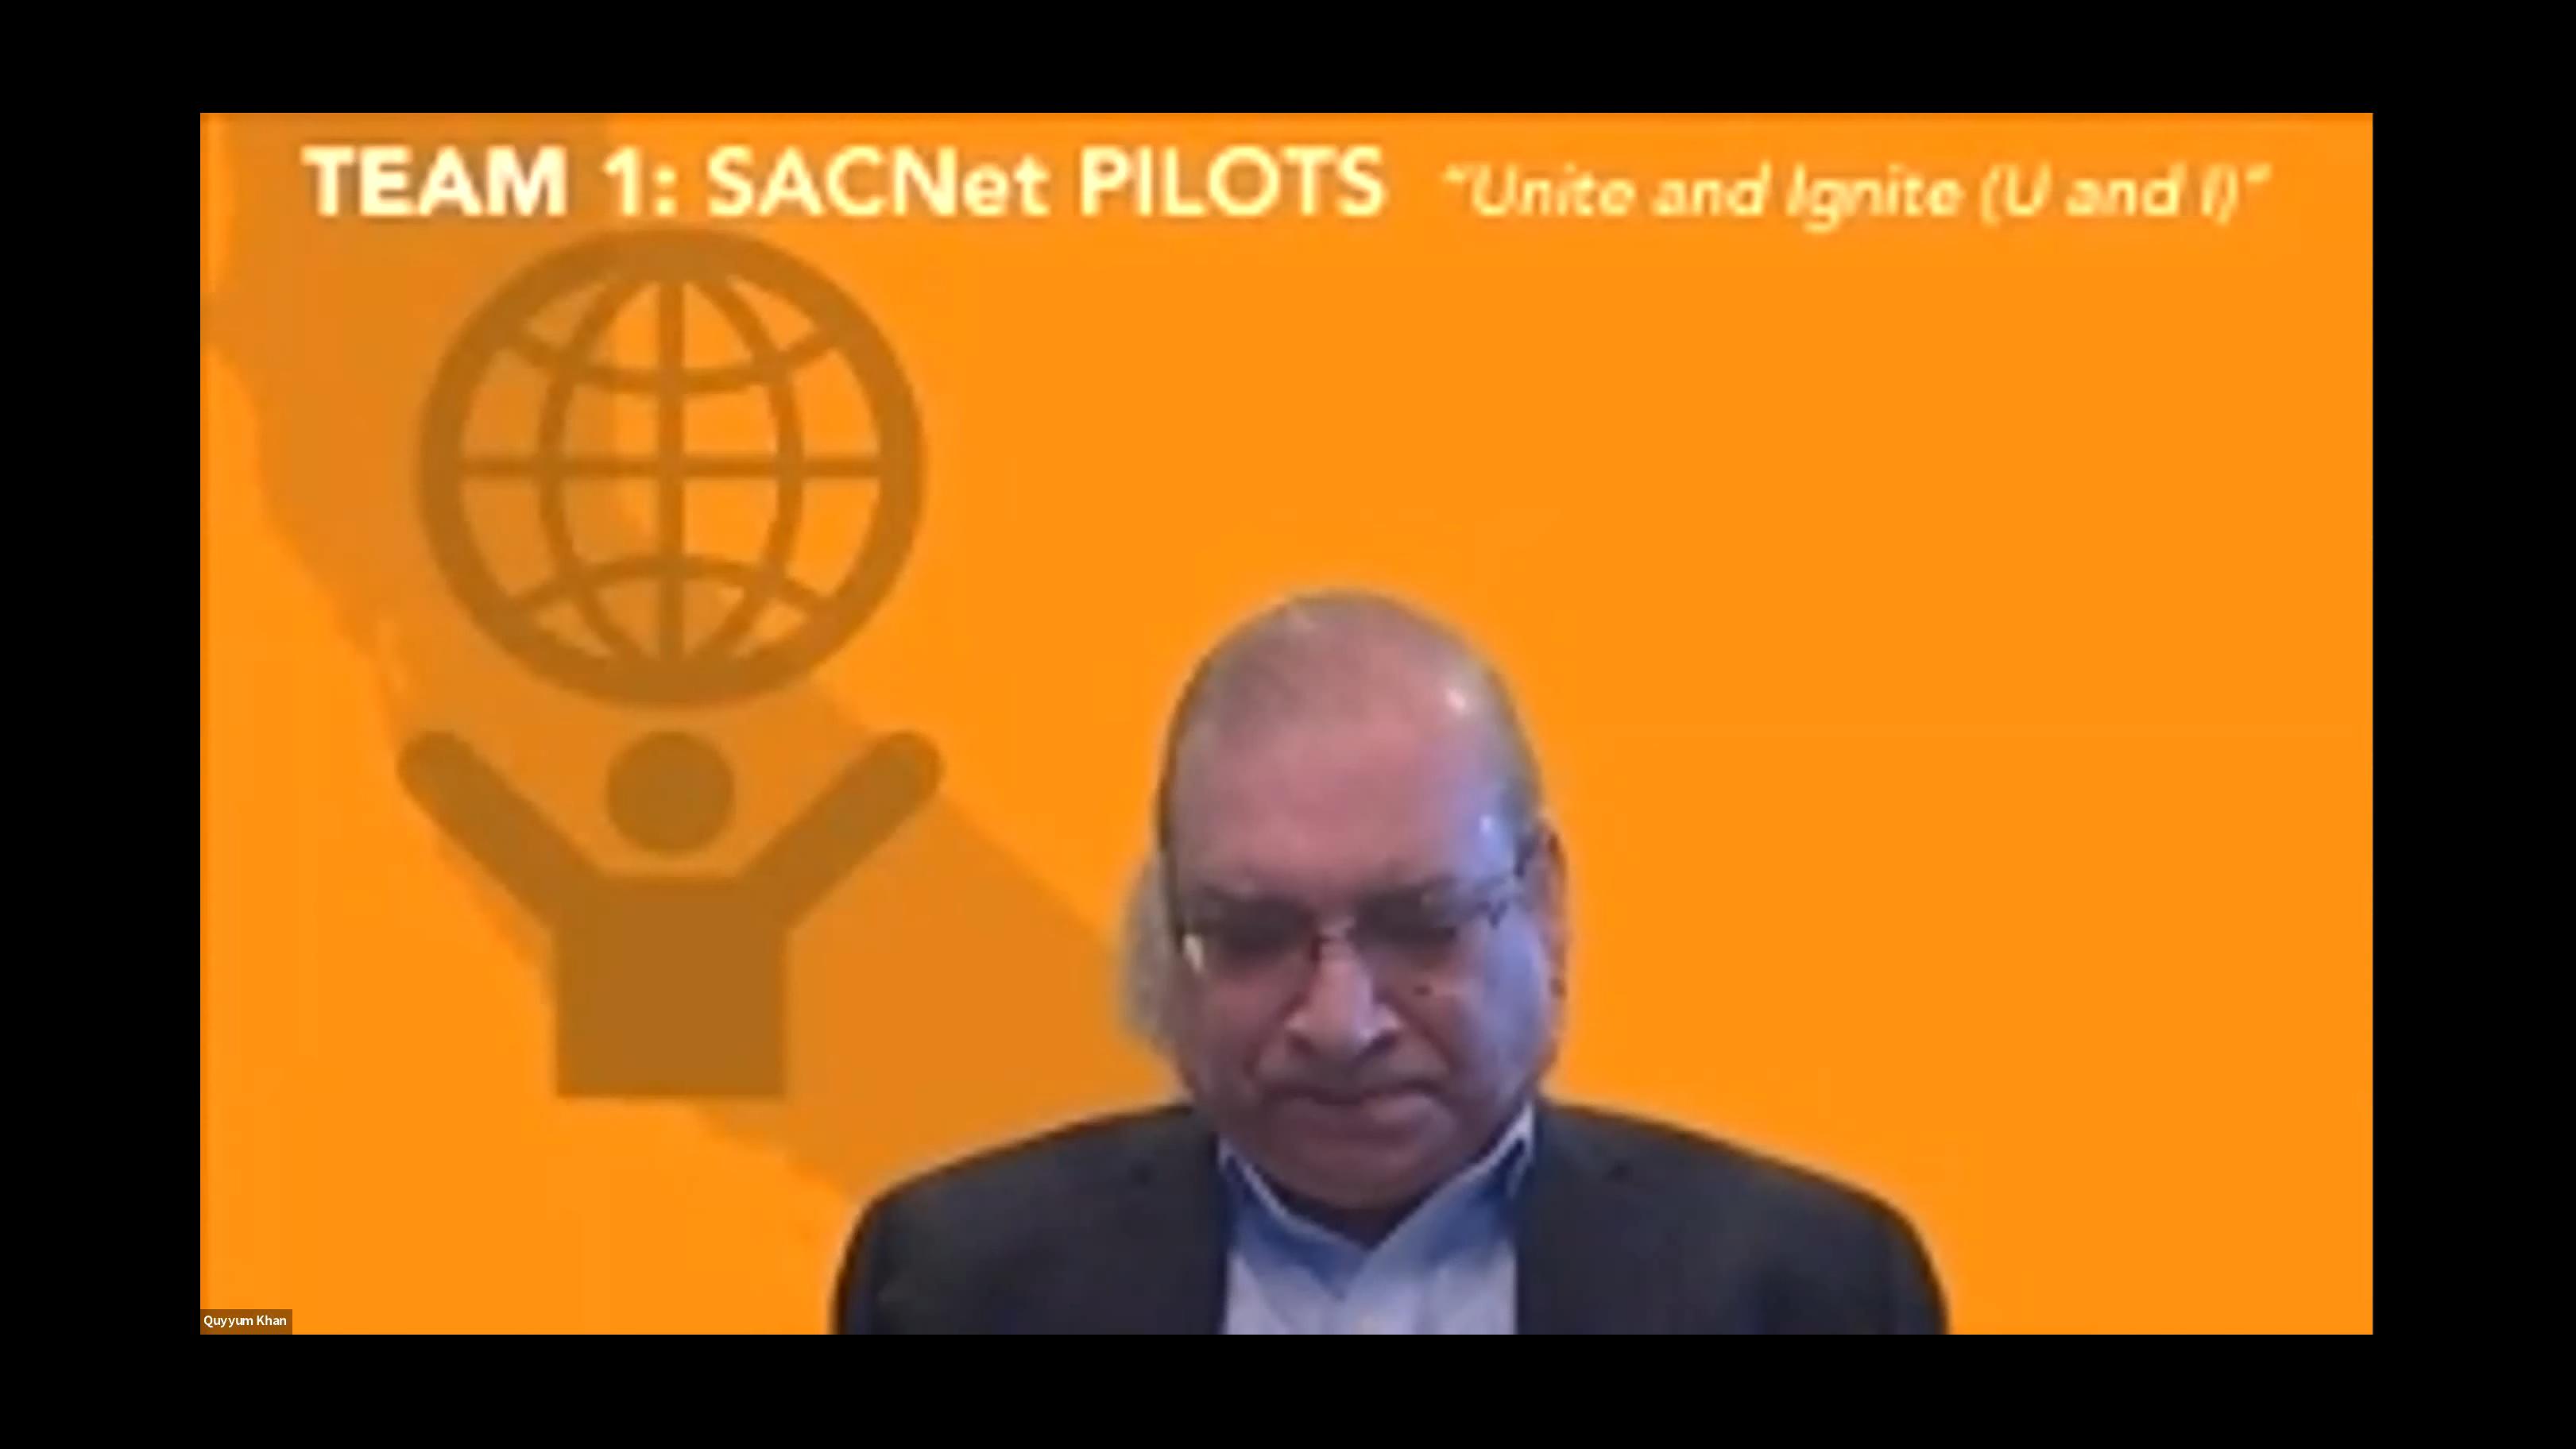 TEAM 1: SACNet PILOTS “Unite and Ignite (U and I)”
Quyyum Khan